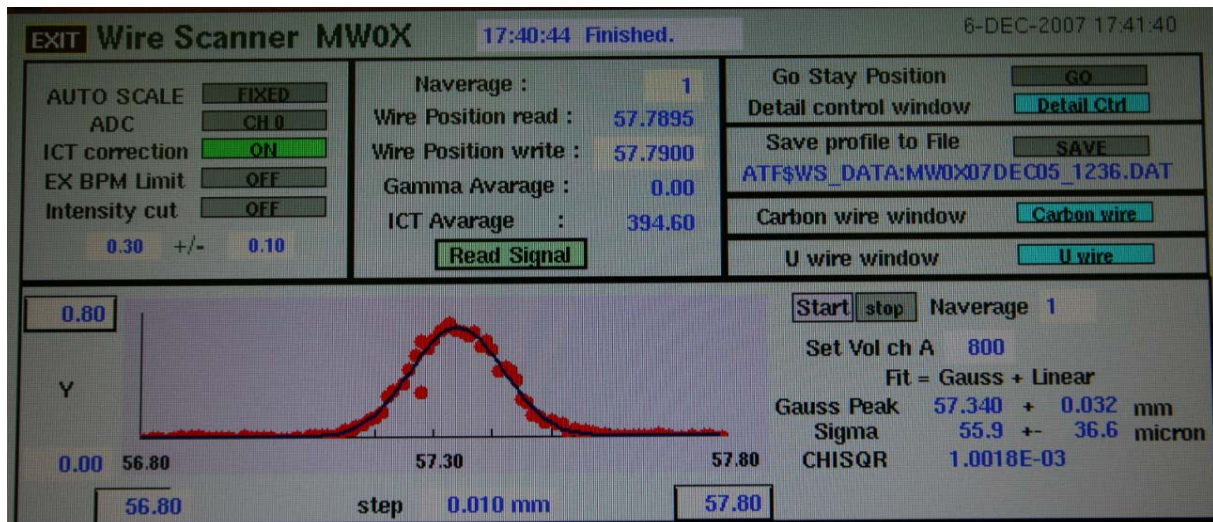 EXIT Wire Scanner MW0X 17:40:44 Finished. 6-DEC-2007 17:41:40
AUTO SCALE FIXED
ADC CH 0
ICT correction ON
EX BPM Limit OFF
Intensity cut OFF
0.30 +/- 0.10
Naverage : 1
Wire Position read : 57.7895
Wire Position write : 57.7900
Gamma Avarage : 0.00
ICT Avarage : 394.60
Read Signal
Go Stay Position GO
Detail control window Detail Ctrl
Save profile to File SAVE
ATF$WS_DATA:MW0X07DEC05_1236.DAT
Carbon wire window Carbon wire
U wire window U wire
0.80
Y
0.00 56.80 57.30 57.80
56.80 step 0.010 mm 57.80
Start stop Naverage 1
Set Vol ch A 800
Fit = Gauss + Linear
Gauss Peak 57.340 + 0.032 mm
Sigma 55.9 +- 36.6 micron
CHISQR 1.0018E-03